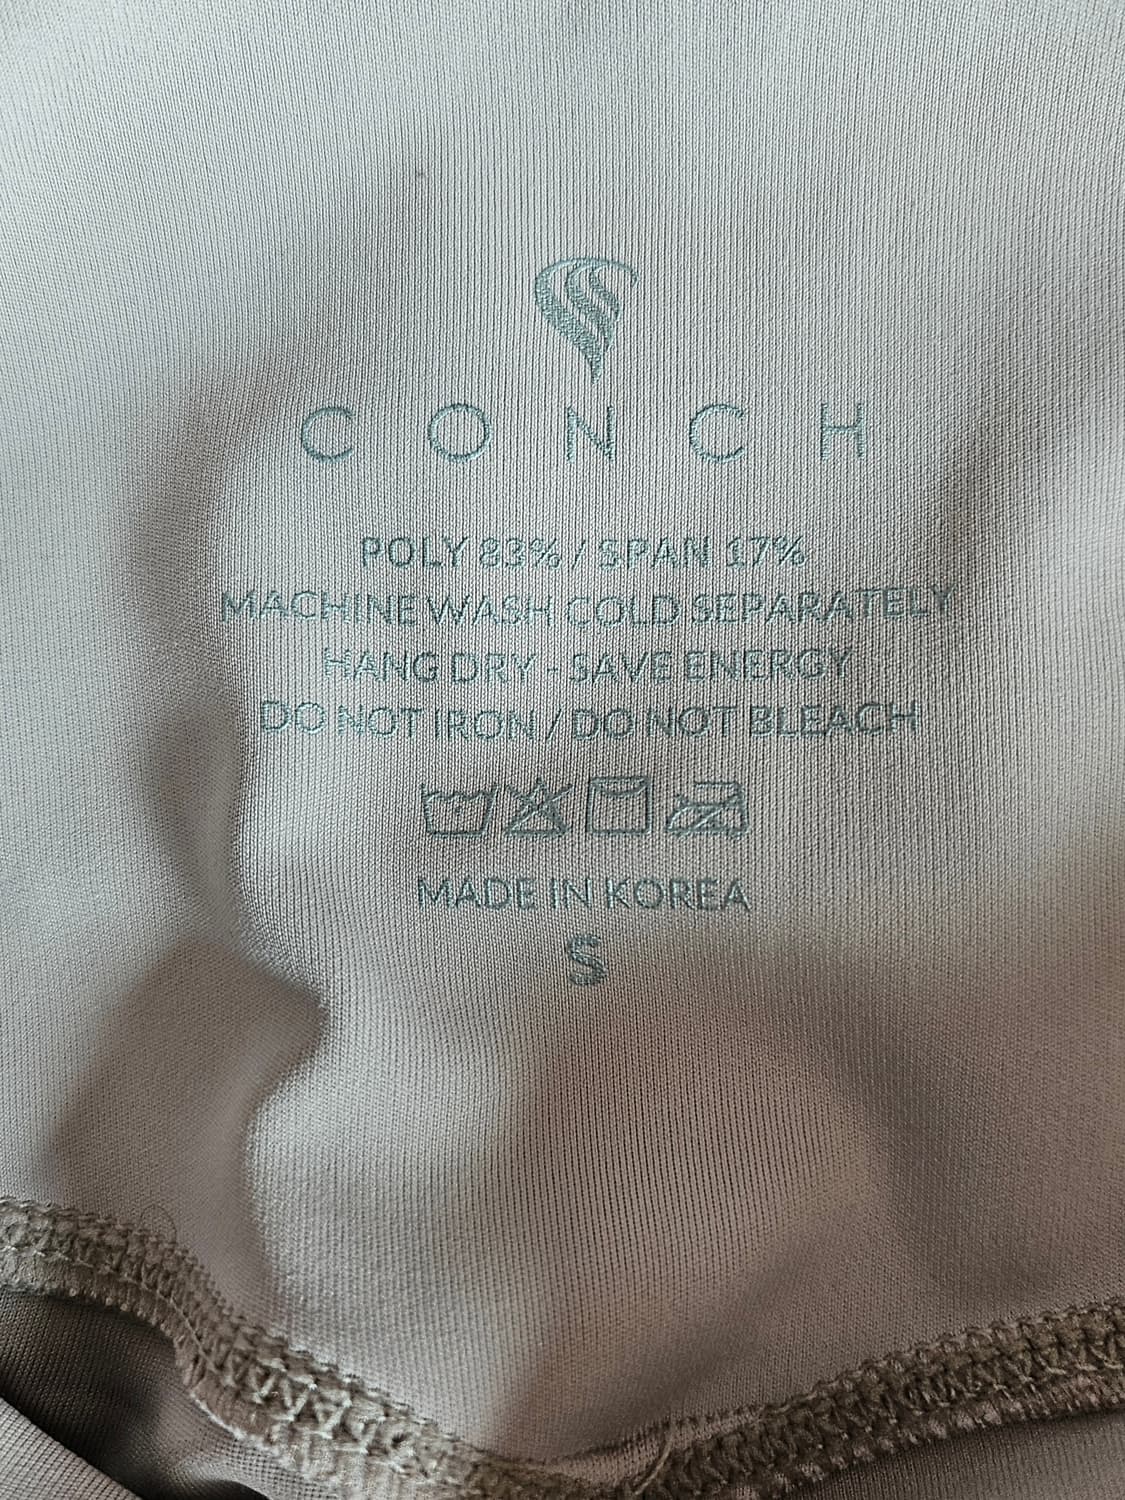 CONCH
POLY 83% / SPAN 17%
MACHINE WASH COLD SEPARATELY
HANG DRY - SAVE ENERGY
DO NOT IRON / DO NOT BLEACH
MADE IN KOREA
S